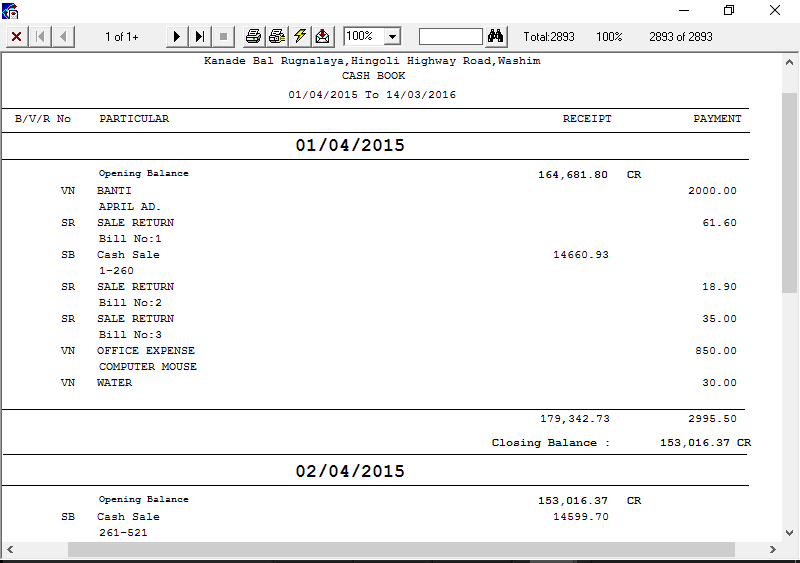 1 of 1+ 100% Total:2893 100% 2893 of 2893
Kanade Bal Rugnalaya,Hingoli Highway Road,Washim
CASH BOOK
01/04/2015 To 14/03/2016
B/V/R No PARTICULAR RECEIPT PAYMENT
01/04/2015
Opening Balance 164,681.80 CR
VN BANTI 2000.00
APRIL AD.
SR SALE RETURN 61.60
Bill No:1
SB Cash Sale 14660.93
1-260
SR SALE RETURN 18.90
Bill No:2
SR SALE RETURN 35.00
Bill No:3
VN OFFICE EXPENSE 850.00
COMPUTER MOUSE
VN WATER 30.00
179,342.73 2995.50
Closing Balance : 153,016.37 CR
02/04/2015
Opening Balance 153,016.37 CR
SB Cash Sale 14599.70
261-521